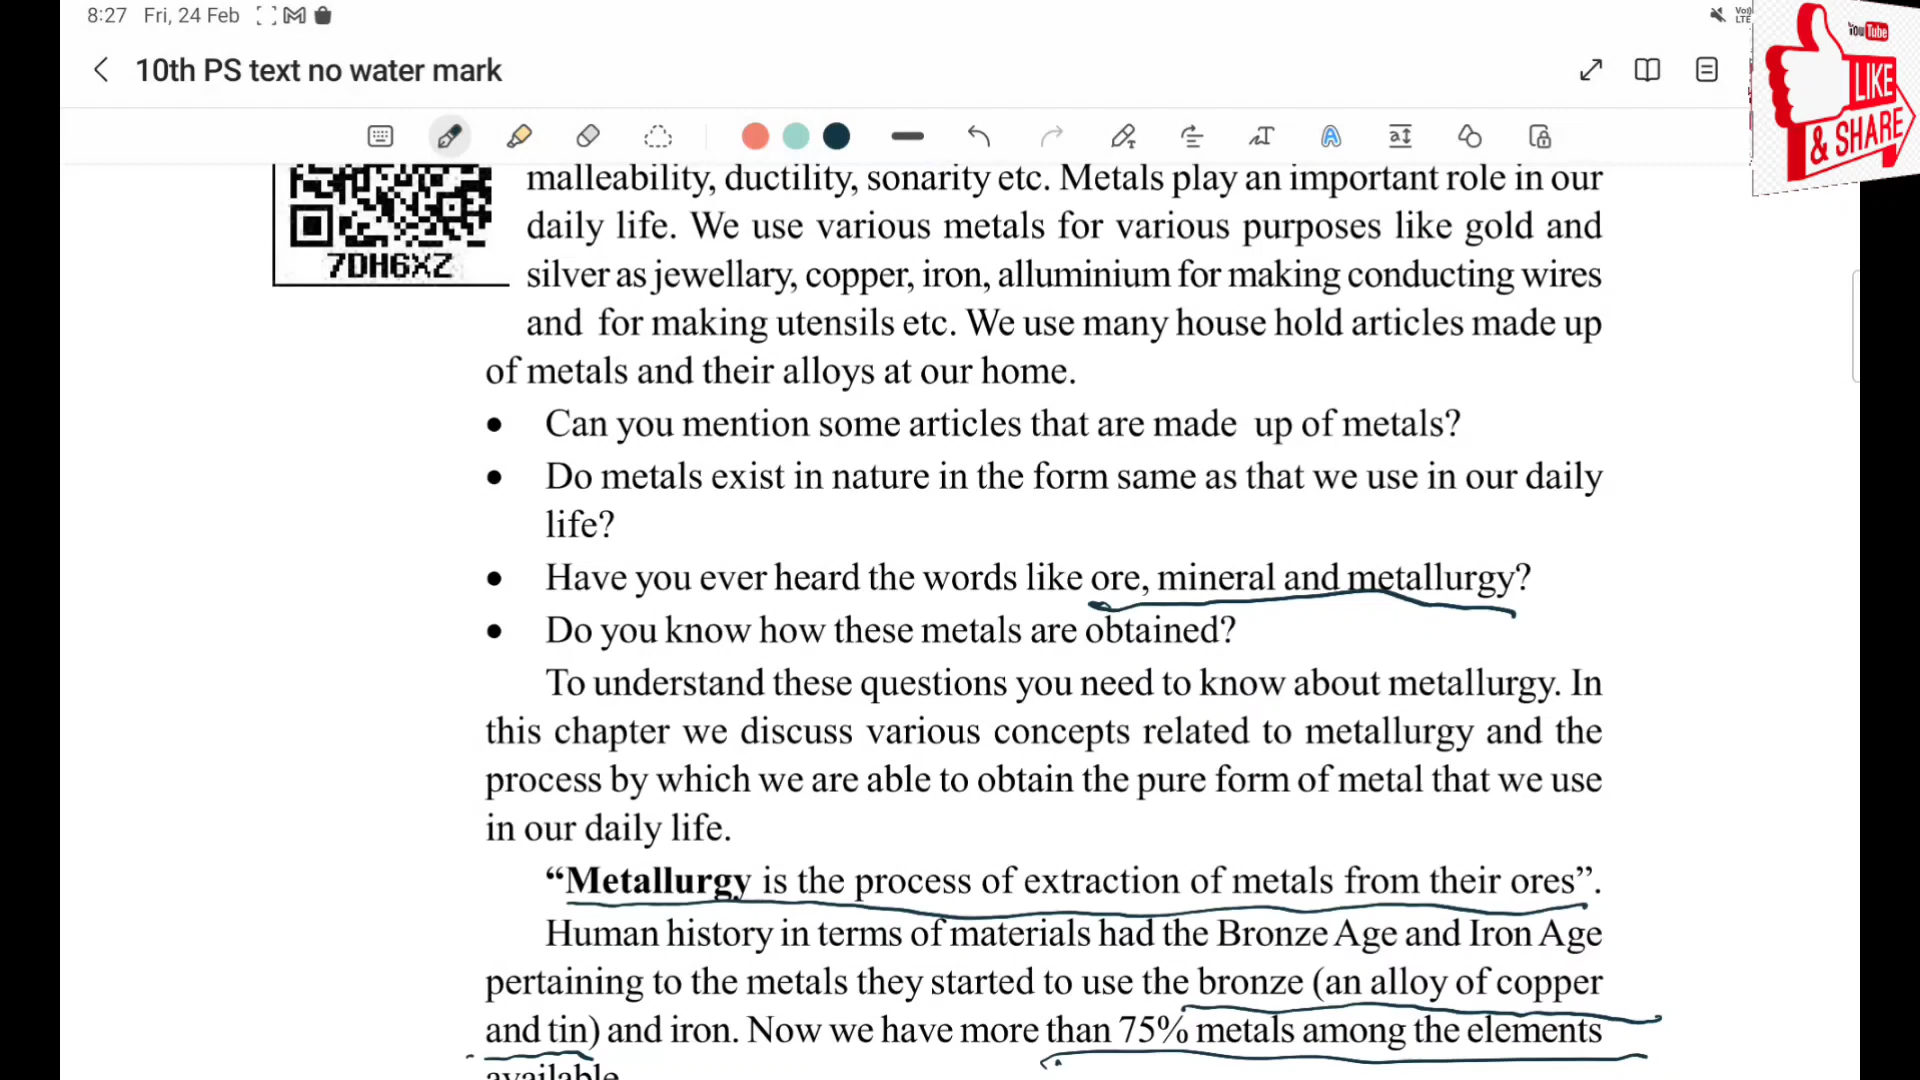 8:27 Fri, 24 Feb
Vo)
LTE
10th PS text no water mark
You Tube
LIKE
& SHARE
malleability, ductility, sonarity etc. Metals play an important role in our
daily life. We use various metals for various purposes like gold and
7DH6XZ
silver as jewellary, copper, iron, alluminium for making conducting wires
and for making utensils etc. We use many house hold articles made up
of metals and their alloys at our home.
• Can you mention some articles that are made up of metals?
• Do metals exist in nature in the form same as that we use in our daily
life?
• Have you ever heard the words like ore, mineral and metallurgy?
• Do you know how these metals are obtained?
To understand these questions you need to know about metallurgy. In
this chapter we discuss various concepts related to metallurgy and the
process by which we are able to obtain the pure form of metal that we use
in our daily life.
“Metallurgy is the process of extraction of metals from their ores”.
Human history in terms of materials had the Bronze Age and Iron Age
pertaining to the metals they started to use the bronze (an alloy of copper
and tin) and iron. Now we have more than 75% metals among the elements
available